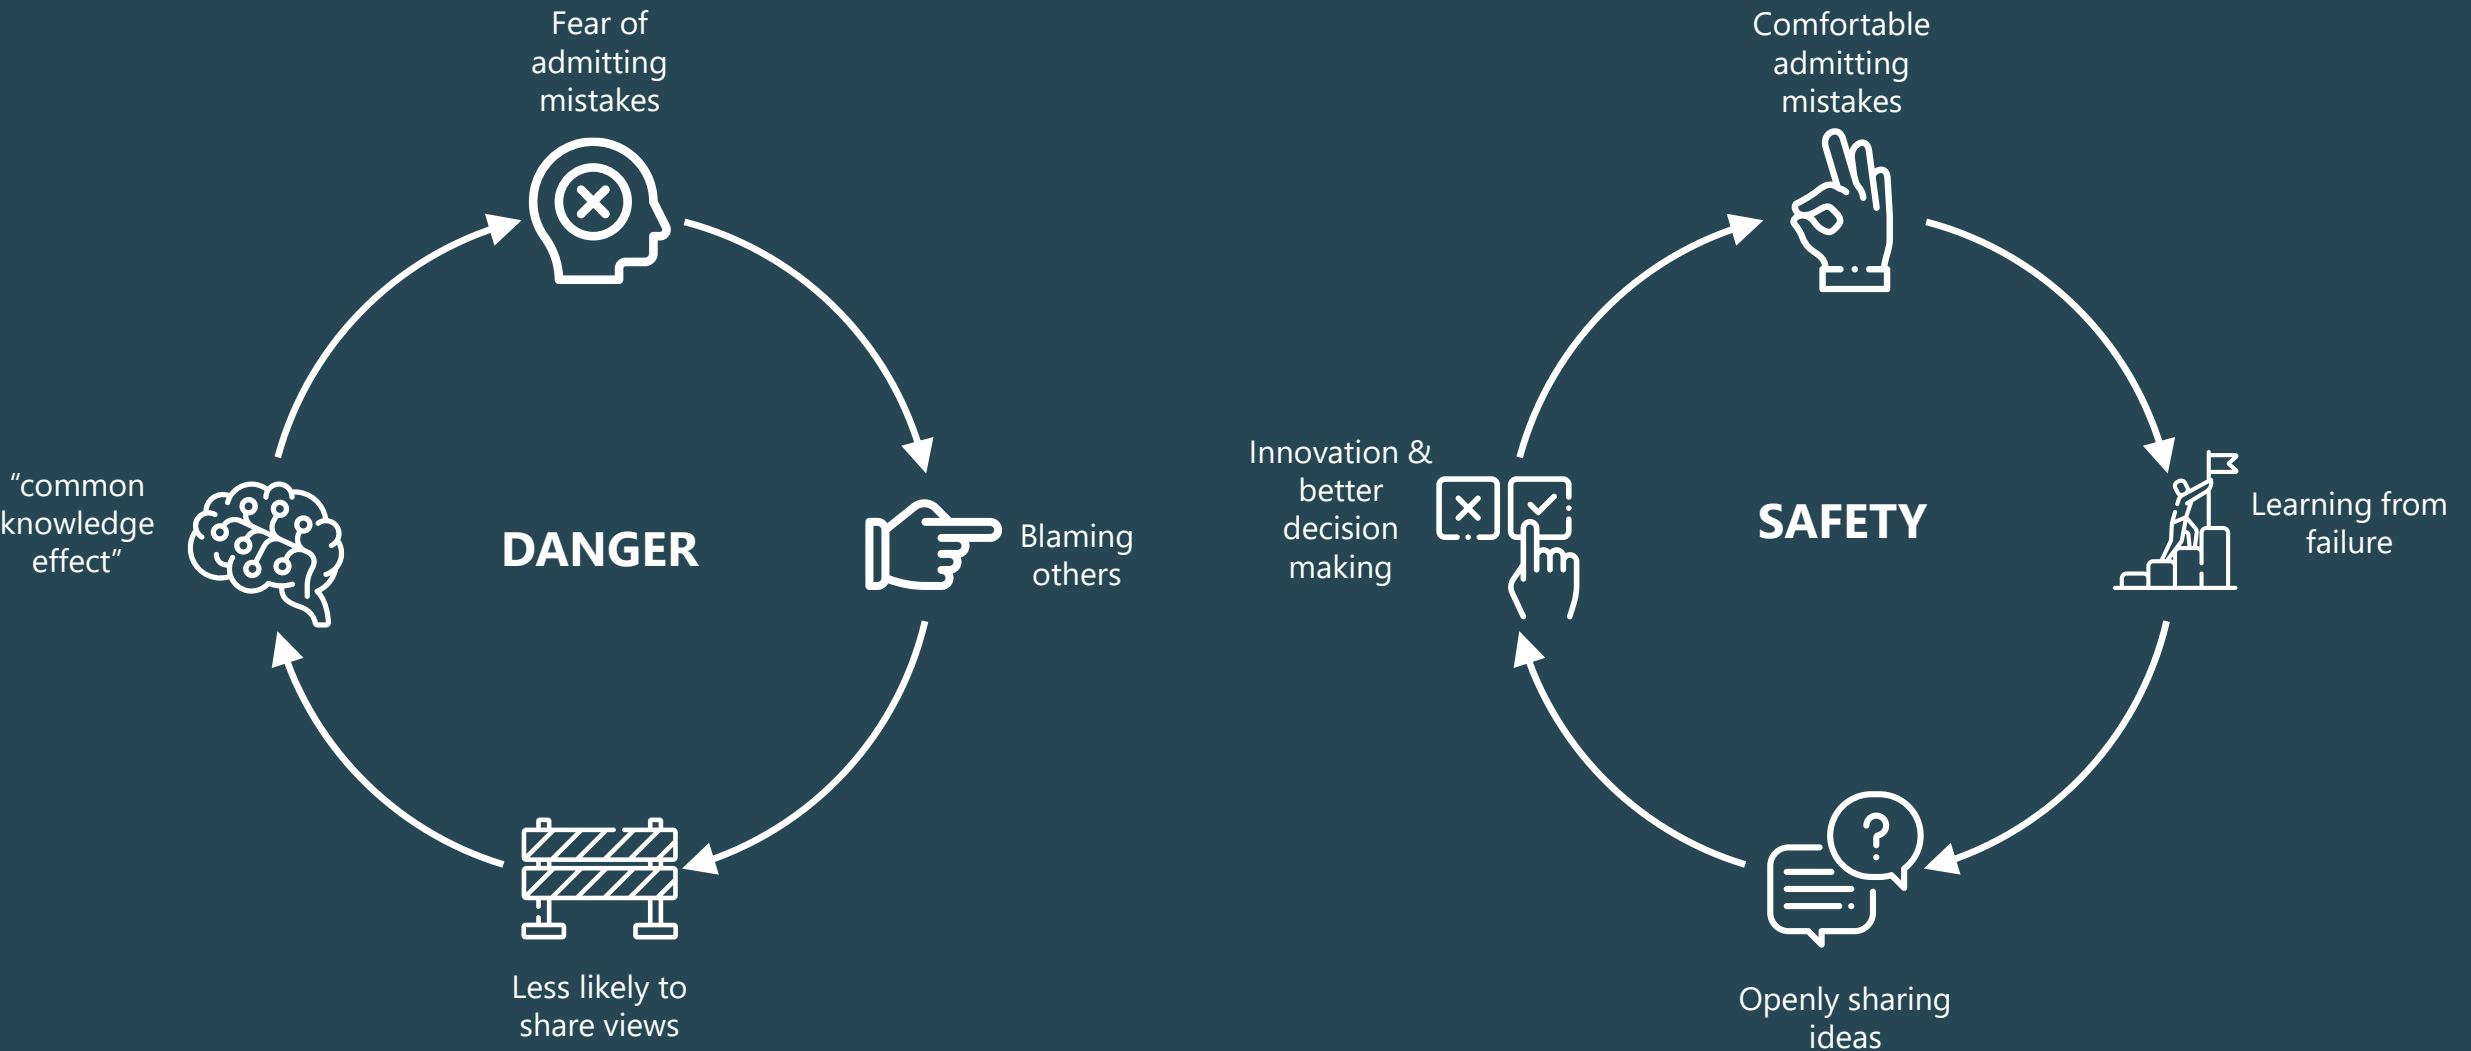 Fear of
admitting
mistakes
“common
knowledge
effect”
DANGER
Blaming
others
Less likely to
share views
Comfortable
admitting
mistakes
Innovation &
better
decision
making
SAFETY
Learning from
failure
Openly sharing
ideas